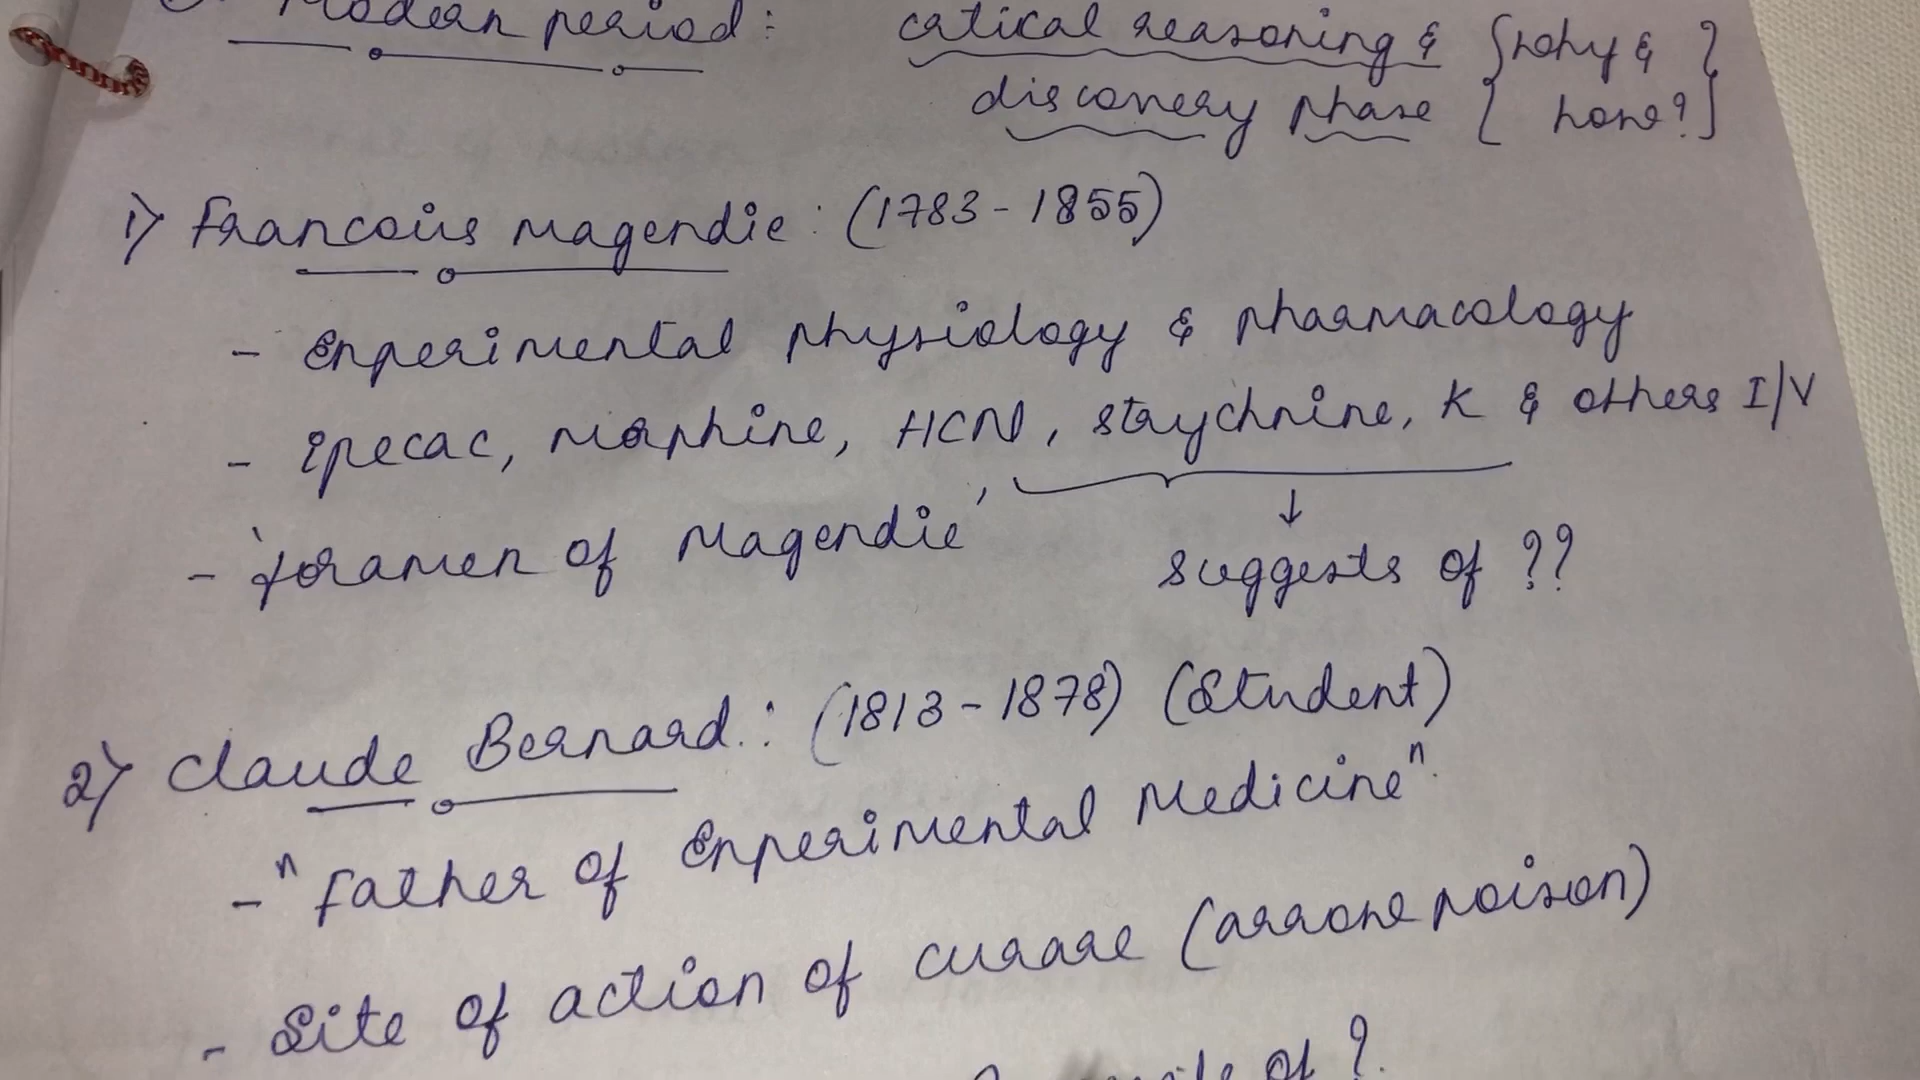 Modern period : critical reasoning & {why &}
discovery phase [ how? ]
1) Francois Magendie : (1783 - 1855)
- Experimental physiology & pharmacology
- Ipecac, Morphine, HCN, strychnine, K & others I/V
- 'foramen of Magendie' ↓ suggests of ??
2) Claude Bernard : (1813 - 1878) (Student)
- "Father of Experimental Medicine"
- Site of action of curare (arrow poison)
of ?